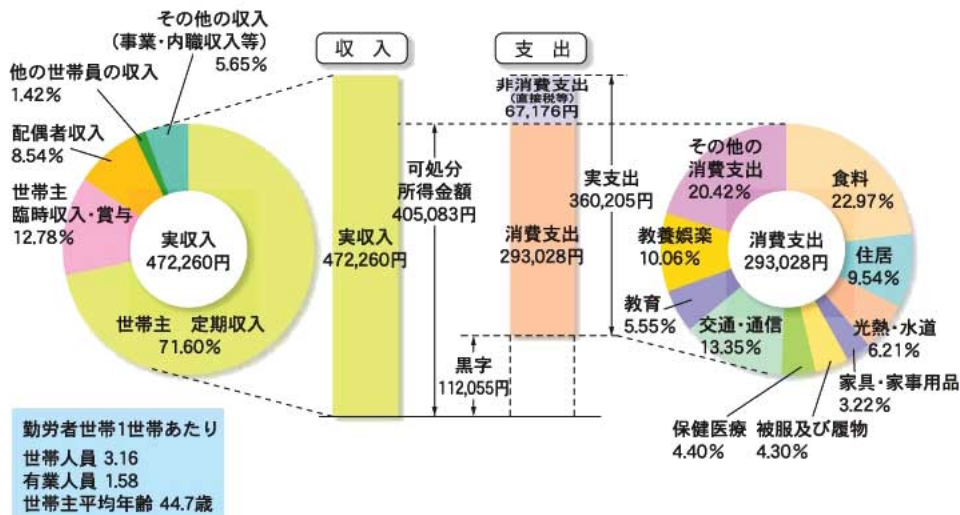 その他の収入
(事業・内職収入等)
5.65%
他の世帯員の収入
1.42%
配偶者収入
8.54%
世帯主
臨時収入・賞与
12.78%
実収入
472,260円
世帯主 定期収入
71.60%
収 入
実収入
472,260円
可処分
所得金額
405,083円
黒字
112,055円
支 出
非消費支出
(直接税等)
67,176円
消費支出
293,028円
実支出
360,205円
その他の
消費支出
20.42%
食料
22.97%
教養娯楽
10.06%
消費支出
293,028円
住居
9.54%
教育
5.55%
交通・通信
13.35%
光熱・水道
6.21%
家具・家事用品
3.22%
保健医療
4.40%
被服及び履物
4.30%
勤労者世帯1世帯あたり
世帯人員 3.16
有業人員 1.58
世帯主平均年齢 44.7歳